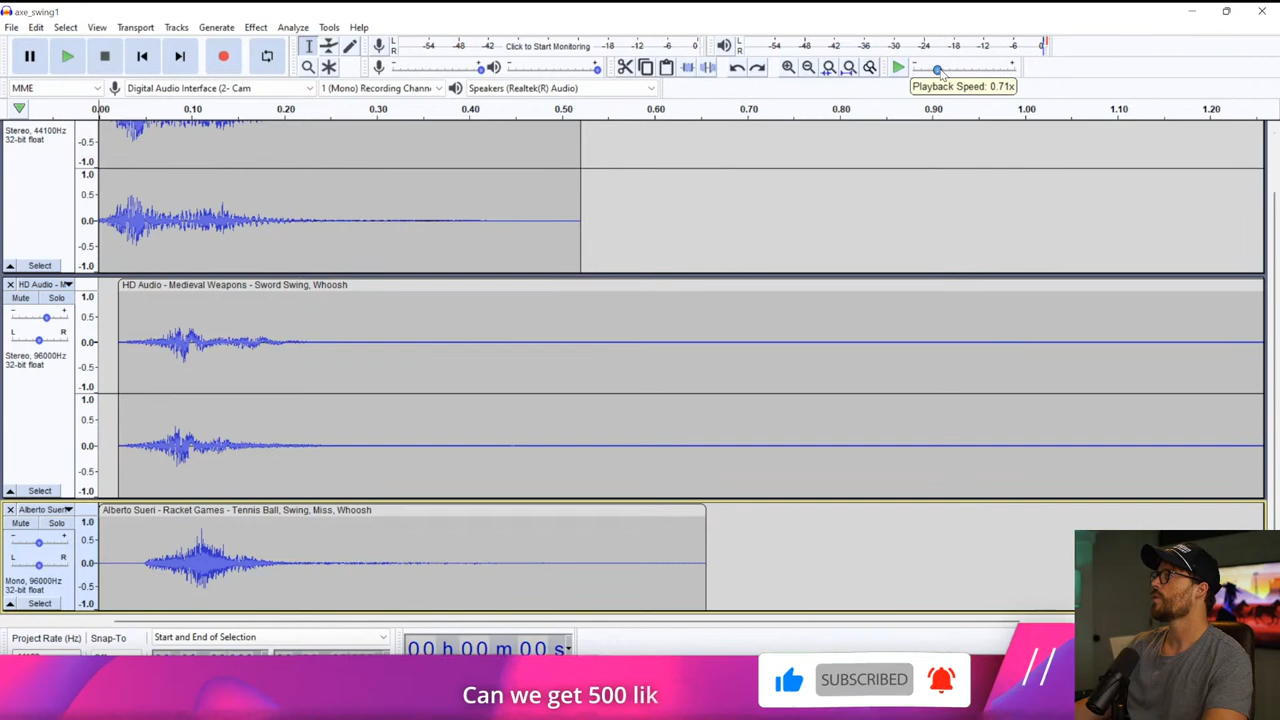 axe_swing1
File Edit Select View Transport Tracks Generate Effect Analyze Tools Help
L R -54 -48 -42 Click to Start Monitoring -18 -12 -6 0 L R -54 -48 -42 -36 -30 -24 -18 -12 -6 0
Playback Speed: 0.71x
MME Digital Audio Interface (2- Cam 1 (Mono) Recording Chann Speakers (Realtek(R) Audio)
0.00 0.10 0.20 0.30 0.40 0.50 0.60 0.70 0.80 0.90 1.00 1.10 1.20
Stereo, 44100Hz
32-bit float
-0.5
-1.0
1.0
0.5
0.0
-0.5
-1.0
Select
HD Audio - M HD Audio - Medieval Weapons - Sword Swing, Whoosh
Mute Solo
- +
L R
Stereo, 96000Hz
32-bit float
1.0
0.5
0.0
-0.5
-1.0
1.0
0.5
0.0
-0.5
-1.0
Select
Alberto Sueri Alberto Sueri - Racket Games - Tennis Ball, Swing, Miss, Whoosh
Mute Solo
- +
L R
Mono, 96000Hz
32-bit float
1.0
0.5
0.0
-0.5
-1.0
Select
Project Rate (Hz) Snap-To Start and End of Selection
00 h 00 m 00 s
Can we get 500 lik
SUBSCRIBED
//